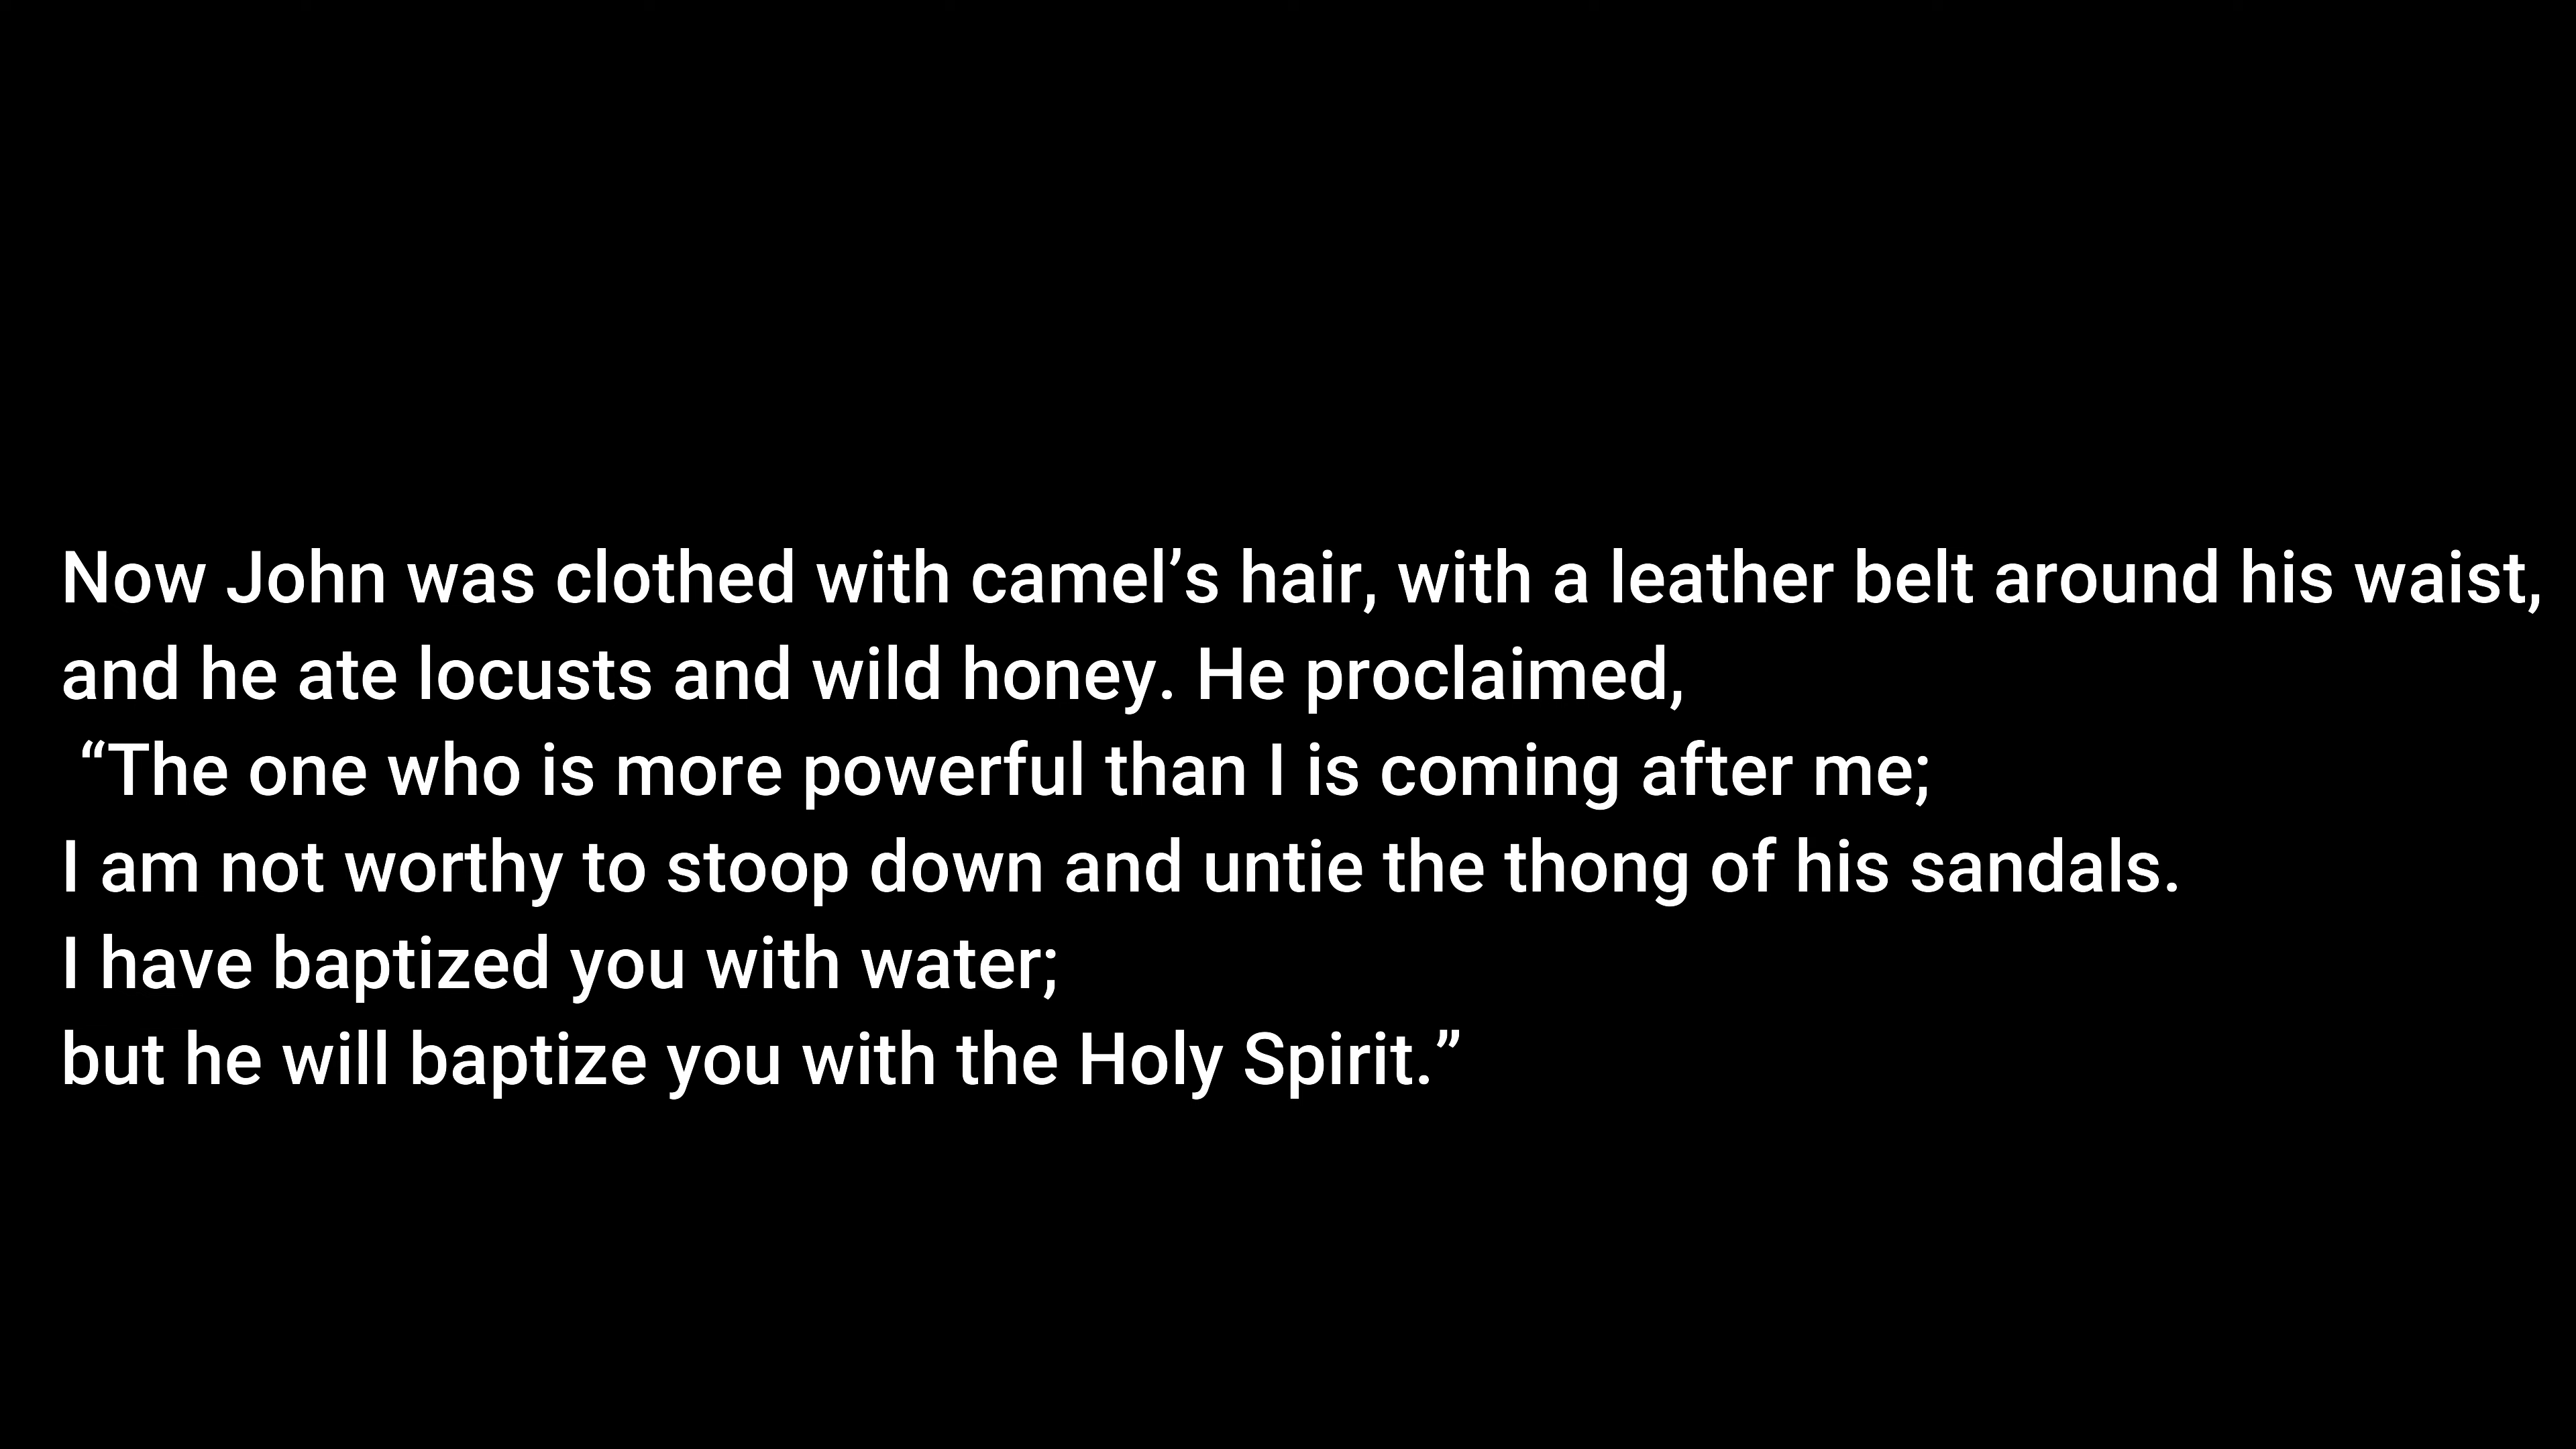 Now John was clothed with camel’s hair, with a leather belt around his waist,
and he ate locusts and wild honey. He proclaimed,
“The one who is more powerful than I is coming after me;
I am not worthy to stoop down and untie the thong of his sandals.
I have baptized you with water;
but he will baptize you with the Holy Spirit.”